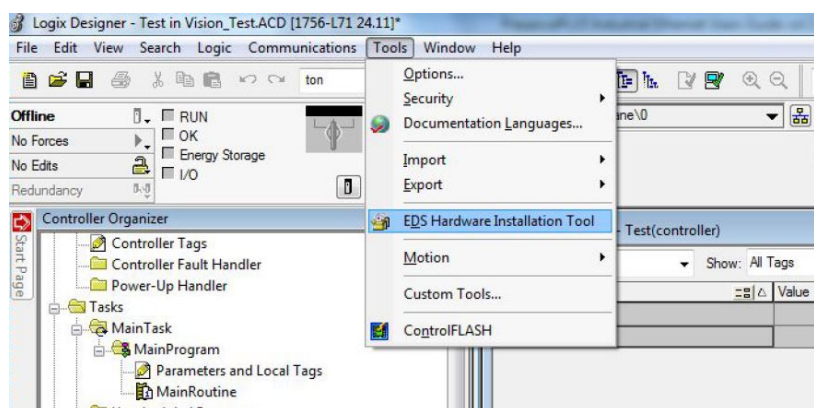 Logix Designer - Test in Vision_Test.ACD [1756-L71 24.11]*
File Edit View Search Logic Communications Tools Window Help
ton
Options...
Security
Documentation Languages...
Import
Export
EDS Hardware Installation Tool
Motion
Custom Tools...
ControlFLASH
Offline
RUN
No Forces
OK
No Edits
Energy Storage
I/O
Redundancy
ane\0
Start Page
Controller Organizer
Controller Tags
Controller Fault Handler
Power-Up Handler
Tasks
MainTask
MainProgram
Parameters and Local Tags
MainRoutine
- Test(controller)
Show: All Tags
Value